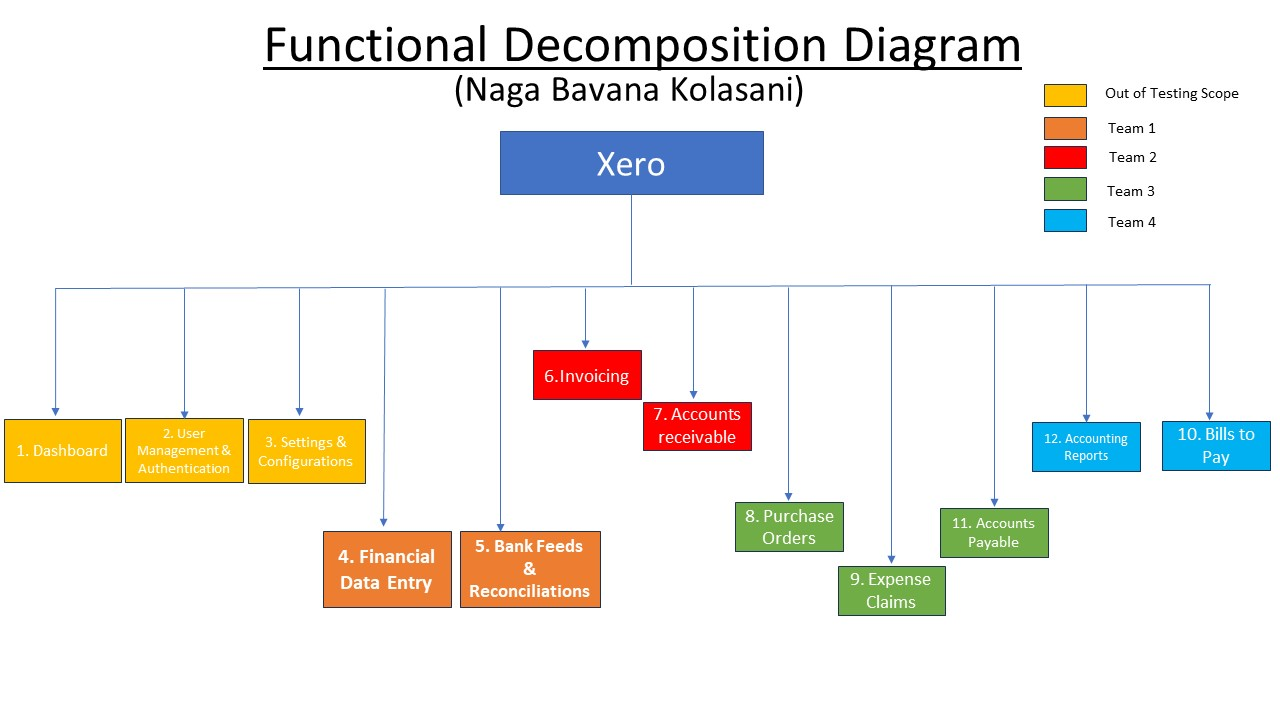 Functional Decomposition Diagram
(Naga Bavana Kolasani)
Out of Testing Scope
Team 1
Team 2
Team 3
Team 4
Xero
1. Dashboard
2. User
Management &
Authentication
3. Settings &
Configurations
4. Financial
Data Entry
5. Bank Feeds
&
Reconciliations
6.Invoicing
7. Accounts
receivable
8. Purchase
Orders
9. Expense
Claims
11. Accounts
Payable
12. Accounting
Reports
10. Bills to
Pay